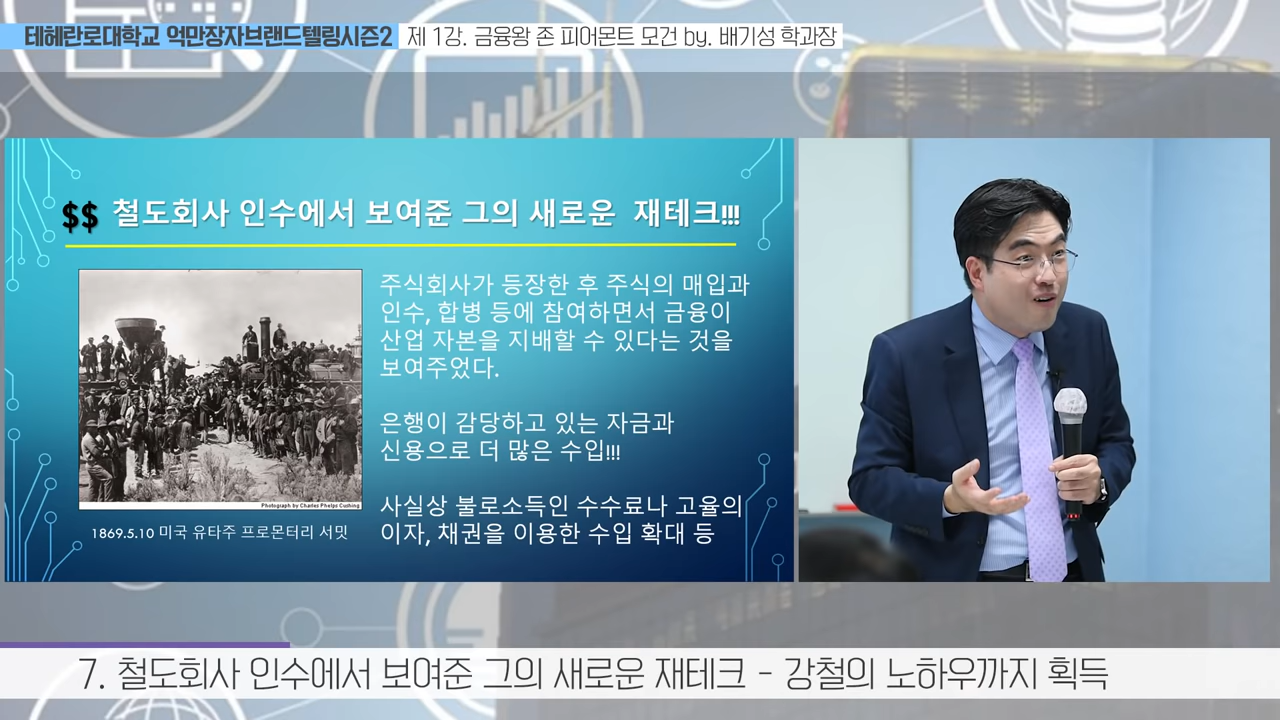 테헤란로대학교 억만장자브랜드텔링시즌2 제 1강. 금융왕 존 피어몬트 모건 by. 배기성 학과장
$$ 철도회사 인수에서 보여준 그의 새로운 재테크!!!
주식회사가 등장한 후 주식의 매입과
인수, 합병 등에 참여하면서 금융이
산업 자본을 지배할 수 있다는 것을
보여주었다.
은행이 감당하고 있는 자금과
신용으로 더 많은 수입!!!
사실상 불로소득인 수수료나 고율의
이자, 채권을 이용한 수입 확대 등
Photograph by Charles Phelps Cushing
1869.5.10 미국 유타주 프로몬터리 서밋
7. 철도회사 인수에서 보여준 그의 새로운 재테크 - 강철의 노하우까지 획득